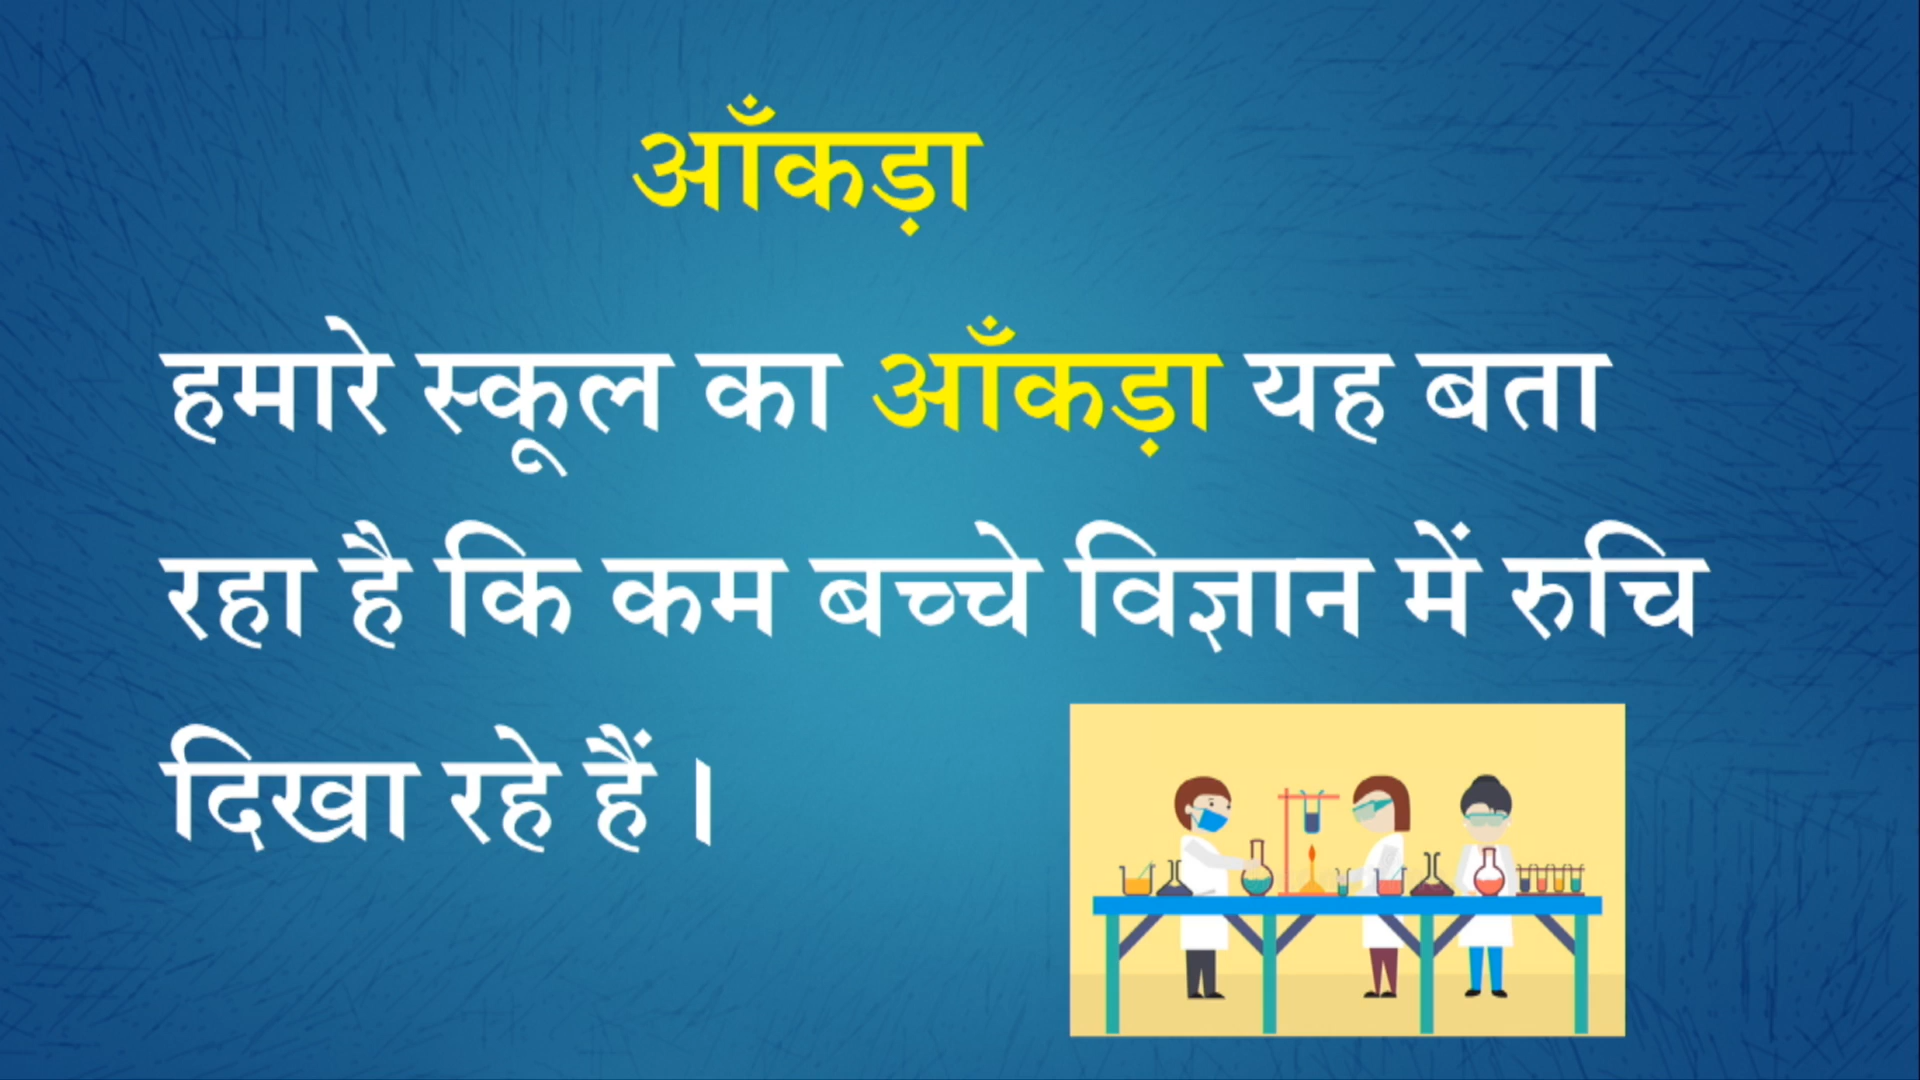 आँकड़ा
हमारे स्कूल का आँकड़ा यह बता
रहा है कि कम बच्चे विज्ञान में रुचि
दिखा रहे हैं ।